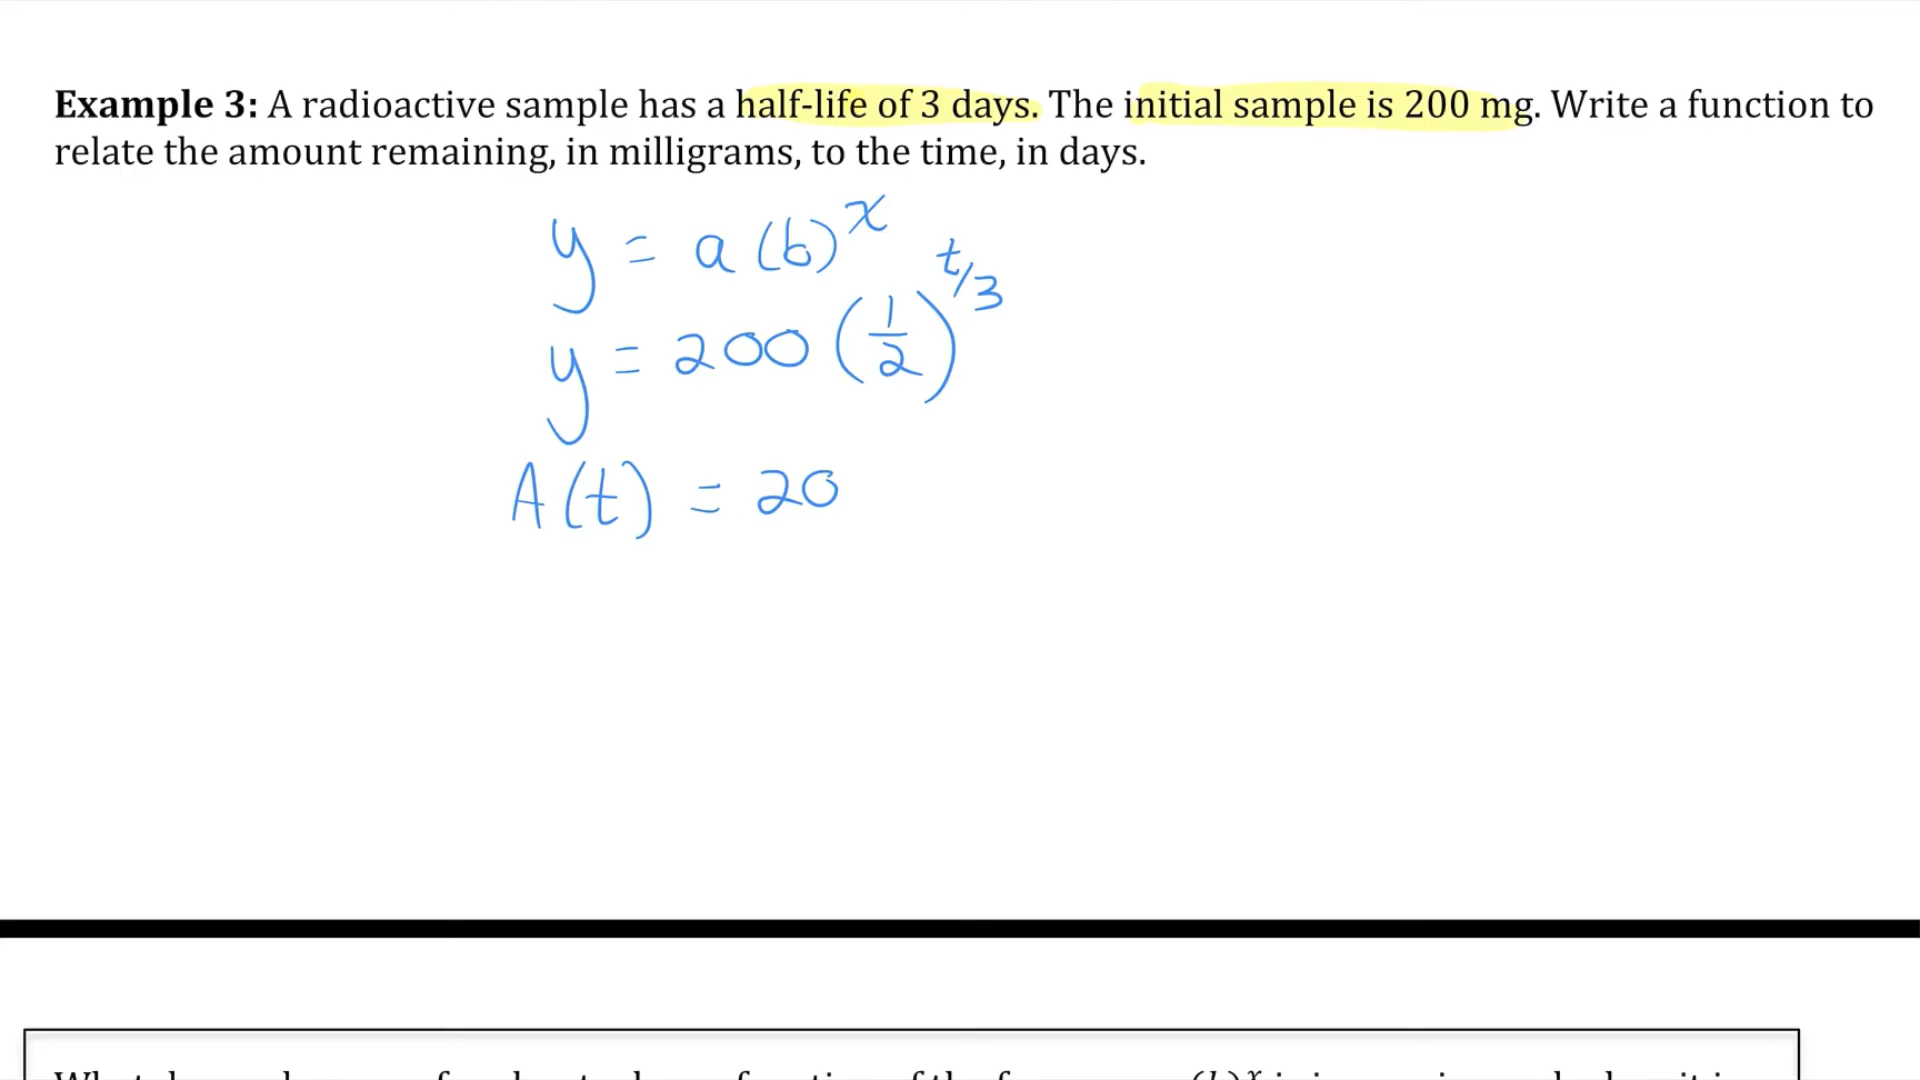 Example 3: A radioactive sample has a half-life of 3 days. The initial sample is 200 mg. Write a function to
relate the amount remaining, in milligrams, to the time, in days.
y = a (b)^x
y = 200 (1/2)^t/3
A(t) = 20